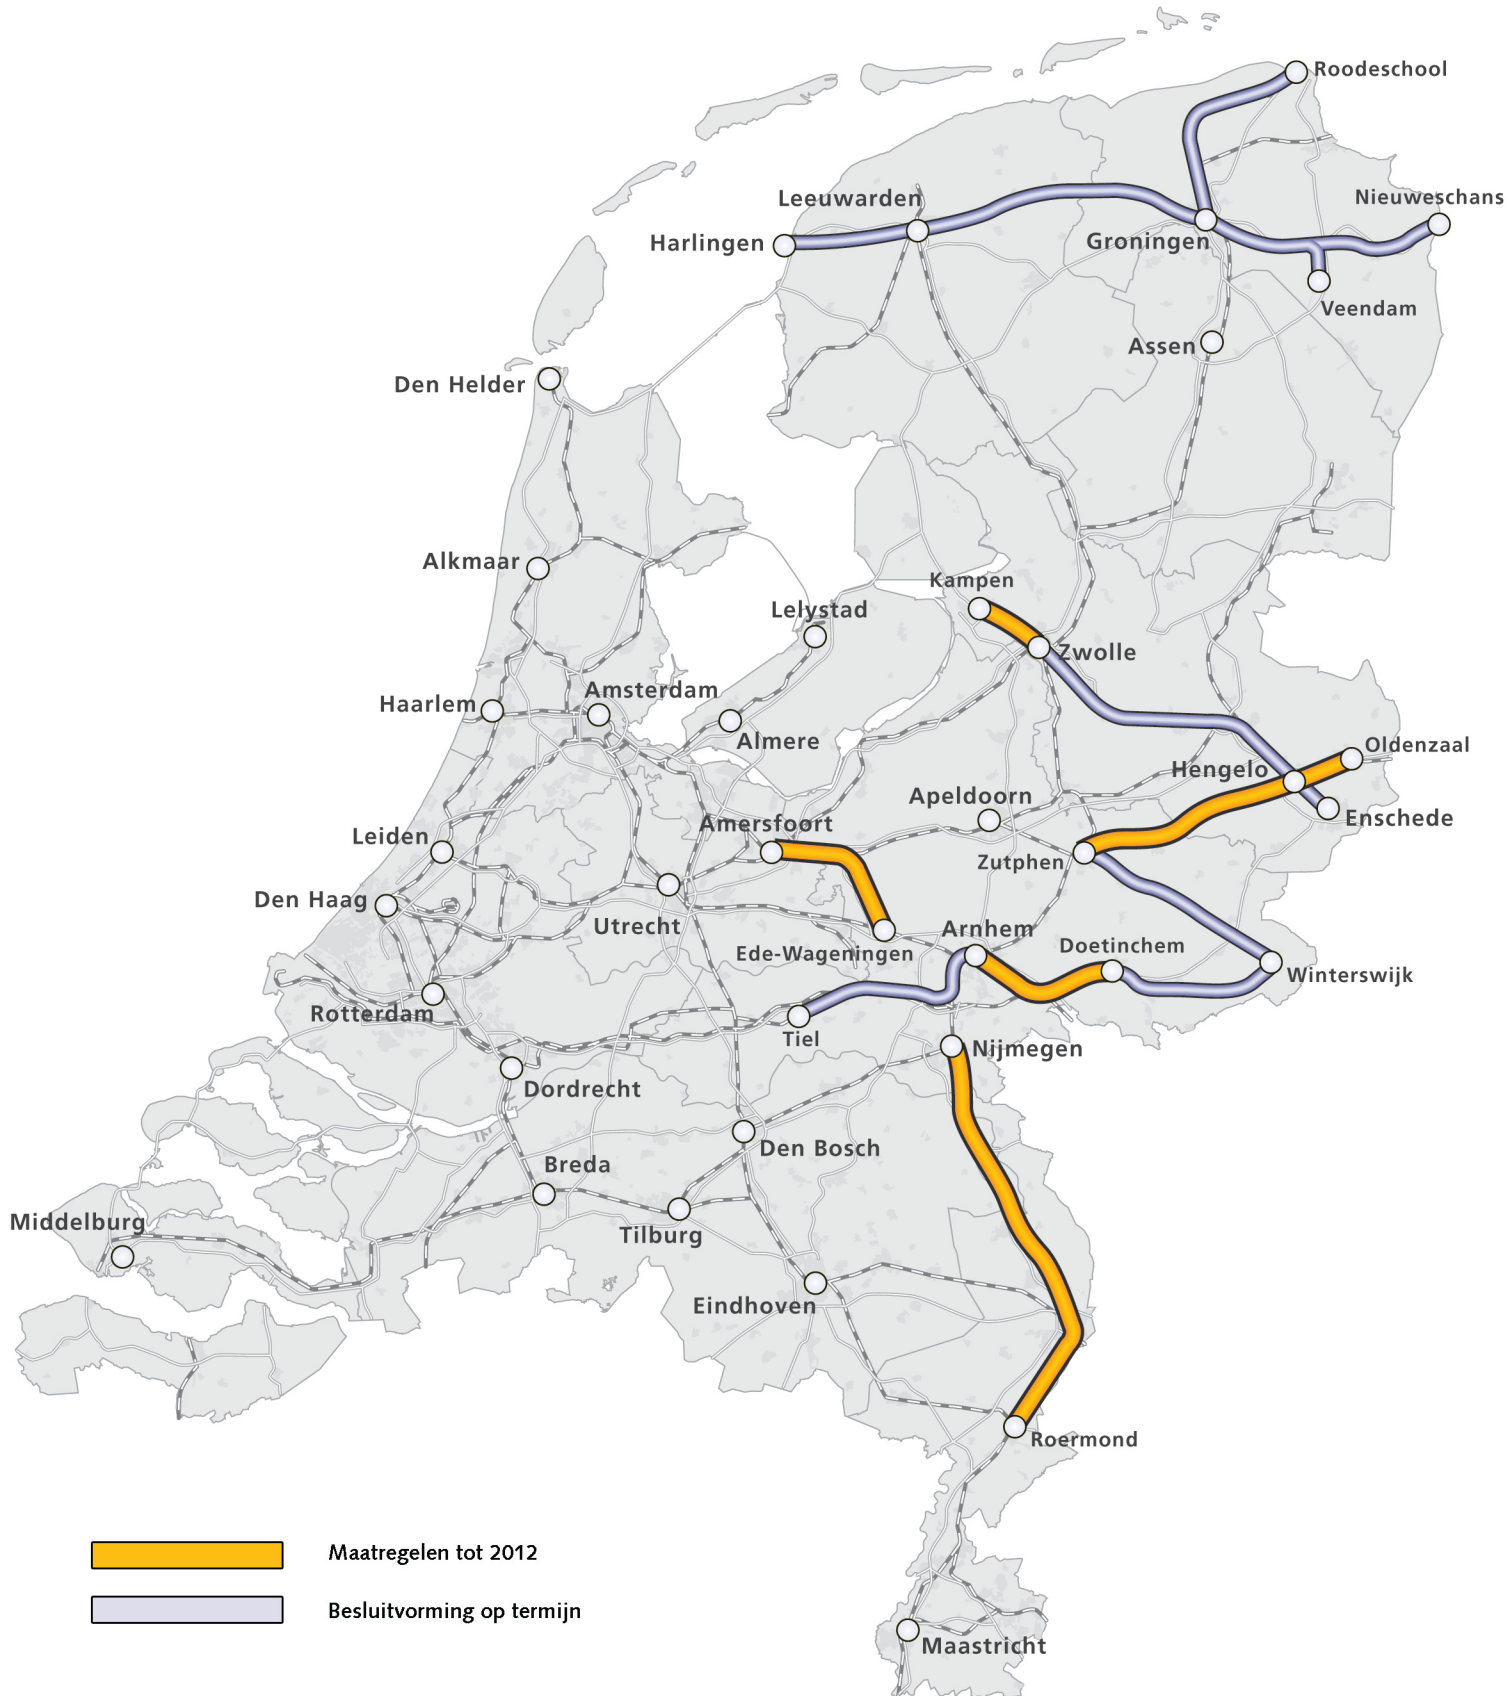 Roodeschool
Leeuwarden
Nieuweschans
Harlingen
Groningen
Veendam
Assen
Den Helder
Alkmaar
Kampen
Lelystad
Zwolle
Amsterdam
Haarlem
Almere
Oldenzaal
Hengelo
Apeldoorn
Enschede
Amersfoort
Leiden
Zutphen
Den Haag
Utrecht
Arnhem
Doetinchem
Ede-Wageningen
Winterswijk
Rotterdam
Tiel
Nijmegen
Dordrecht
Den Bosch
Breda
Middelburg
Tilburg
Eindhoven
Roermond
Maatregelen tot 2012
Besluitvorming op termijn
Maastricht